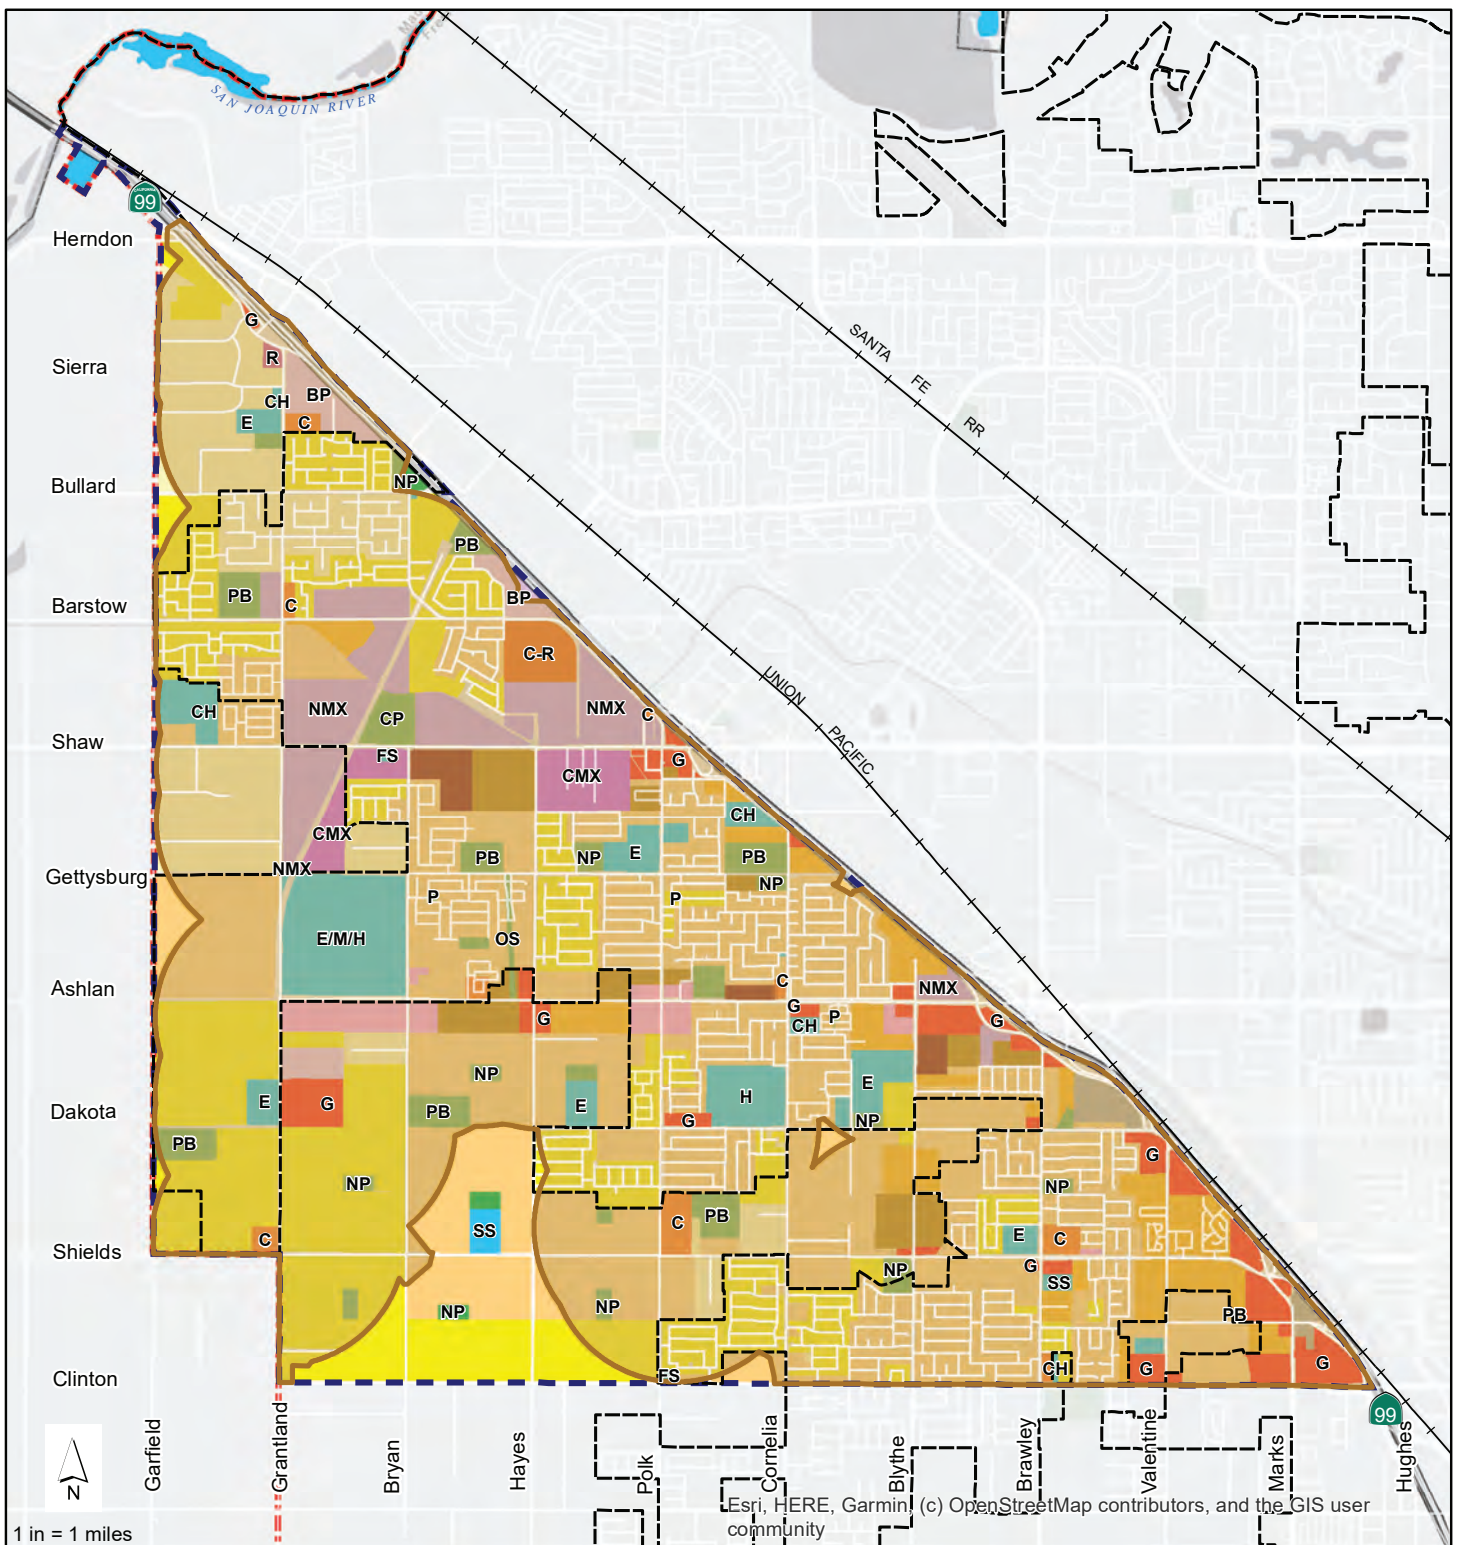 SAN JOAQUIN RIVER
CALIFORNIA
99
Herndon
G
SANTA
FE
RR
Sierra
R
BP
CH
E
C
Bullard
NP
PB
Barstow
PB
C
BP
C-R
UNION
PACIFIC
CH
NMX
CP
NMX
C
Shaw
FS
G
CMX
CH
CMX
PB
NP
E
PB
Gettysburg
NMX
NP
P
P
E/M/H
OS
C
Ashlan
NMX
G
G
CH
P
G
NP
E
E
G
PB
E
H
G
NP
Dakota
PB
G
NP
NP
C
PB
SS
E
C
C
Shields
NP
G
SS
NP
NP
PB
FS
CH
G
G
Clinton
99
Garfield
Grantland
Bryan
Hayes
Polk
Cornelia
Blythe
Brawley
Valentine
Marks
Hughes
N
Esri, HERE, Garmin, (c) OpenStreetMap contributors, and the GIS user
community
1 in = 1 miles